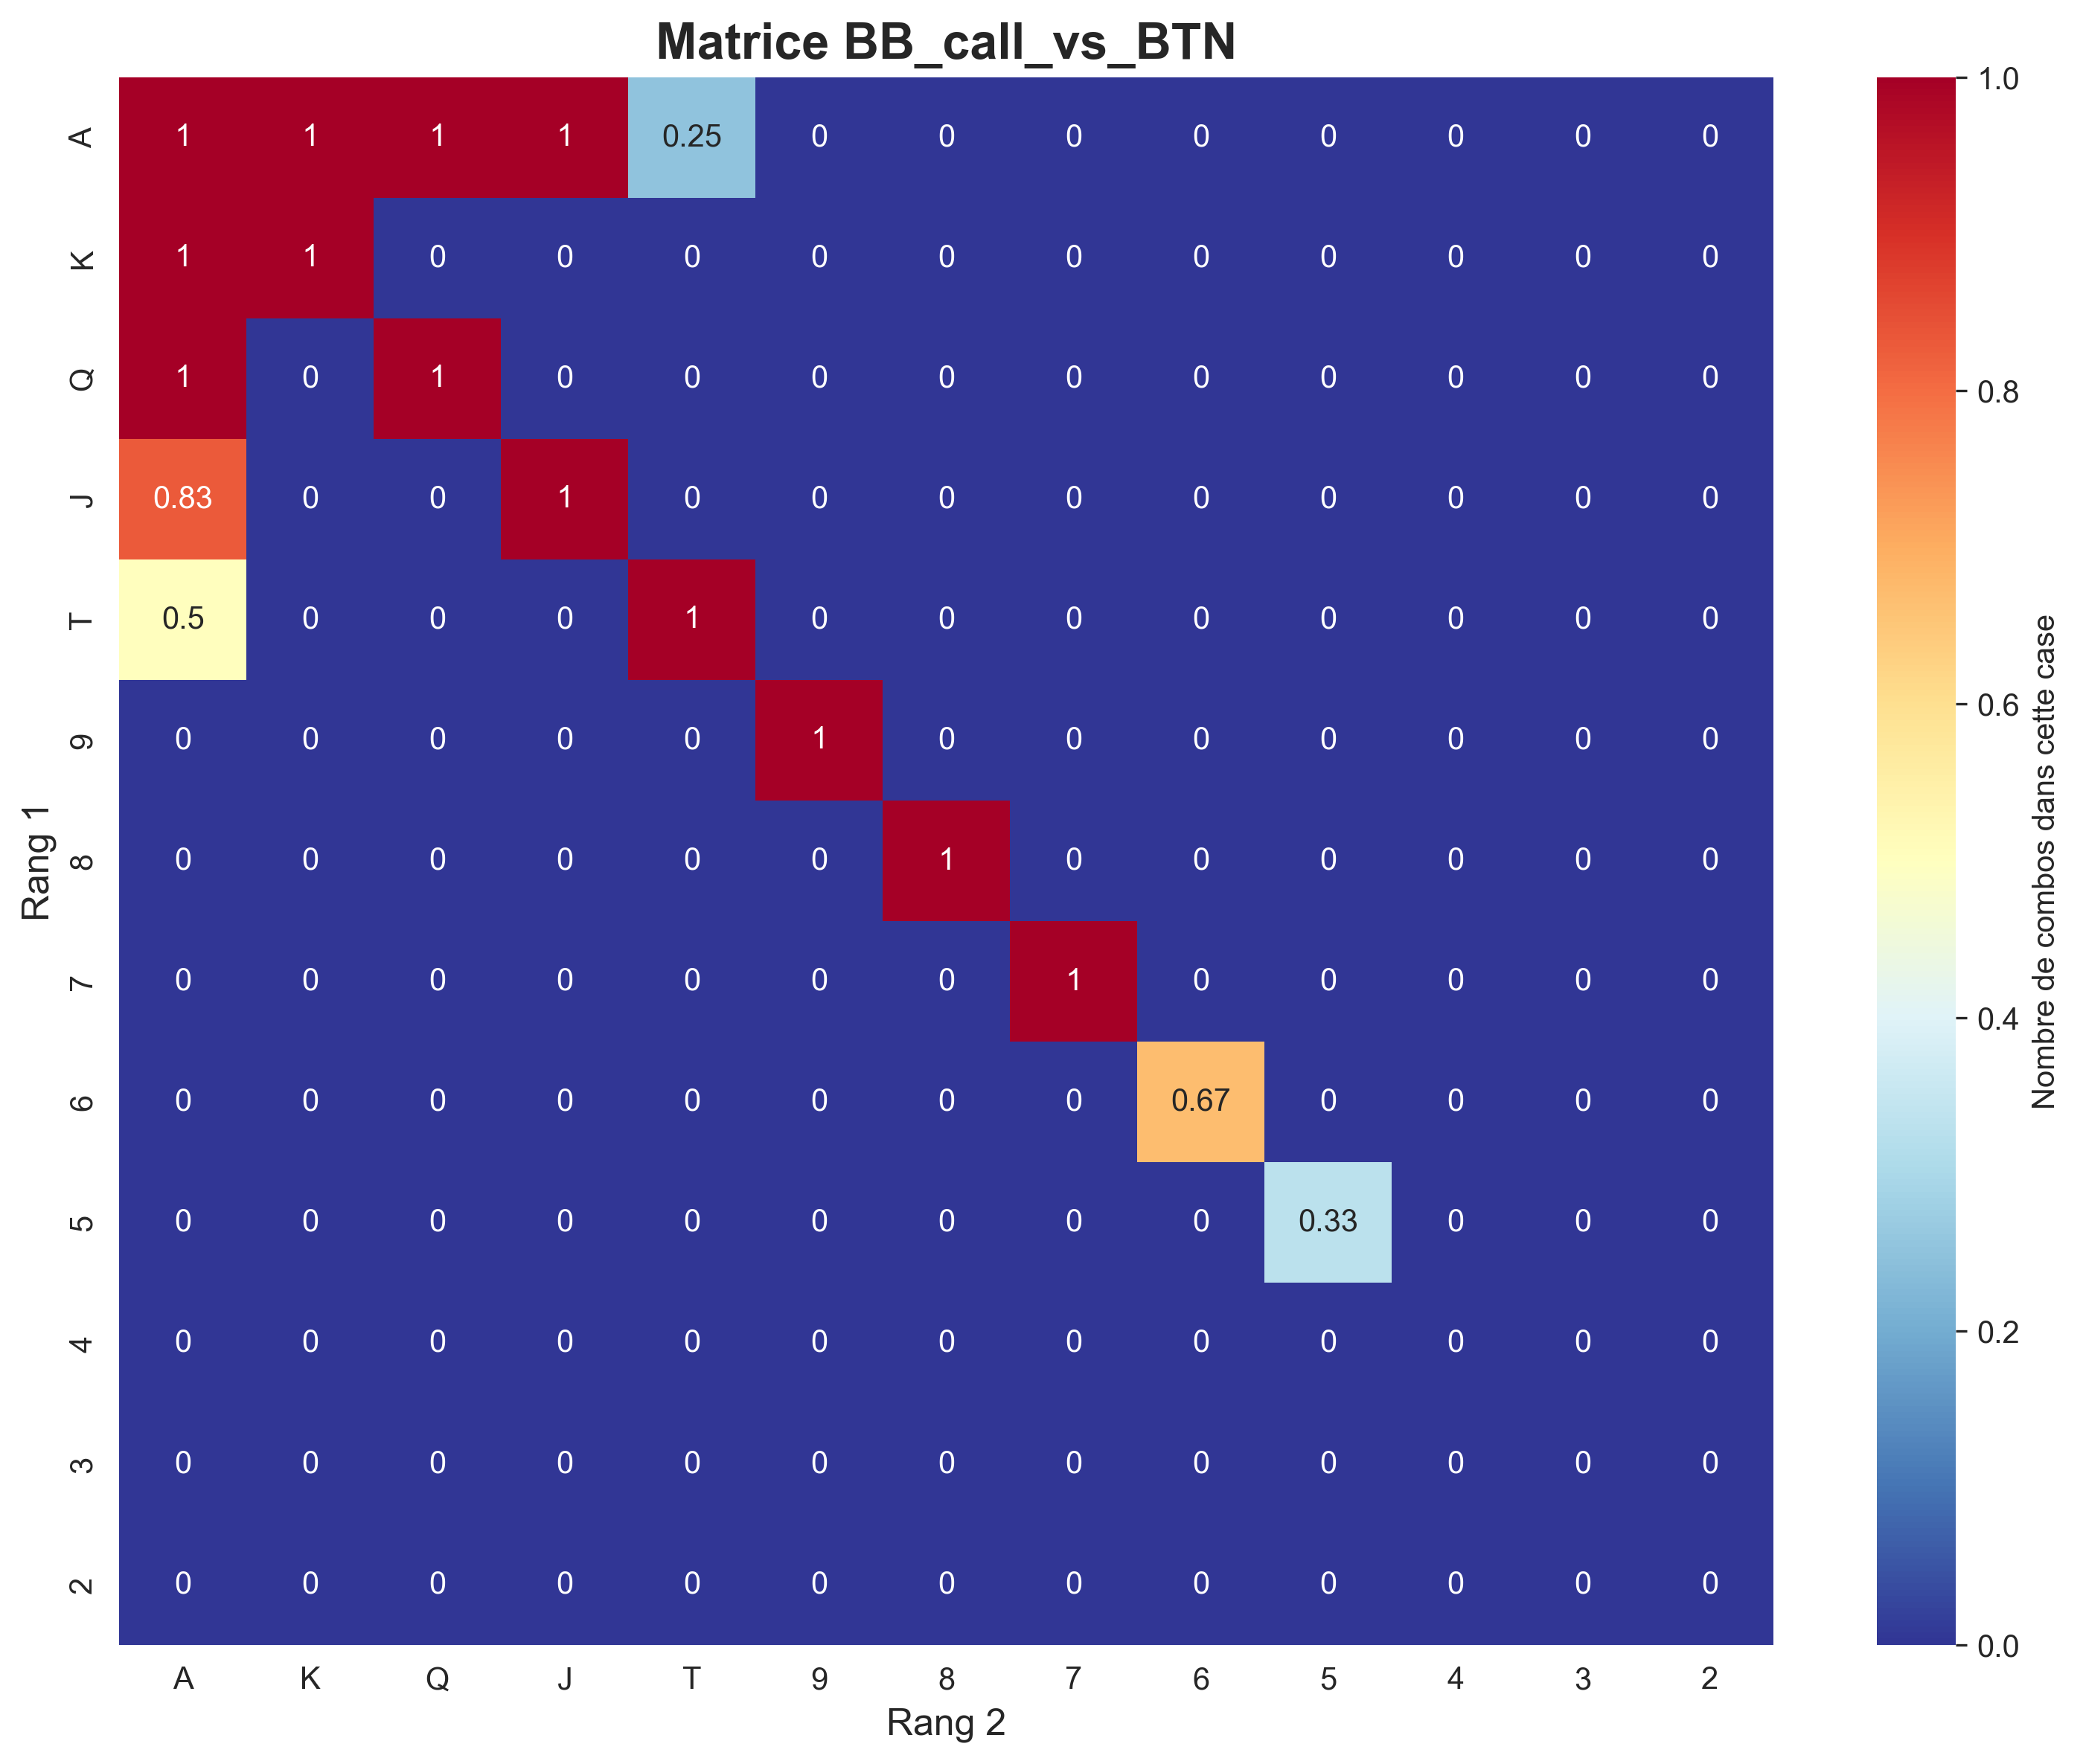 Matrice BB_call_vs_BTN
A 1 1 1 1 0.25 0 0 0 0 0 0 0 0
K 1 1 0 0 0 0 0 0 0 0 0 0 0
Q 1 0 1 0 0 0 0 0 0 0 0 0 0
J 0.83 0 0 1 0 0 0 0 0 0 0 0 0
T 0.5 0 0 0 1 0 0 0 0 0 0 0 0
9 0 0 0 0 0 1 0 0 0 0 0 0 0
8 0 0 0 0 0 0 1 0 0 0 0 0 0
7 0 0 0 0 0 0 0 1 0 0 0 0 0
6 0 0 0 0 0 0 0 0 0.67 0 0 0 0
5 0 0 0 0 0 0 0 0 0 0.33 0 0 0
4 0 0 0 0 0 0 0 0 0 0 0 0 0
3 0 0 0 0 0 0 0 0 0 0 0 0 0
2 0 0 0 0 0 0 0 0 0 0 0 0 0
A K Q J T 9 8 7 6 5 4 3 2
Rang 2
Rang 1
1.0
0.8
0.6
0.4
0.2
0.0
Nombre de combos dans cette case